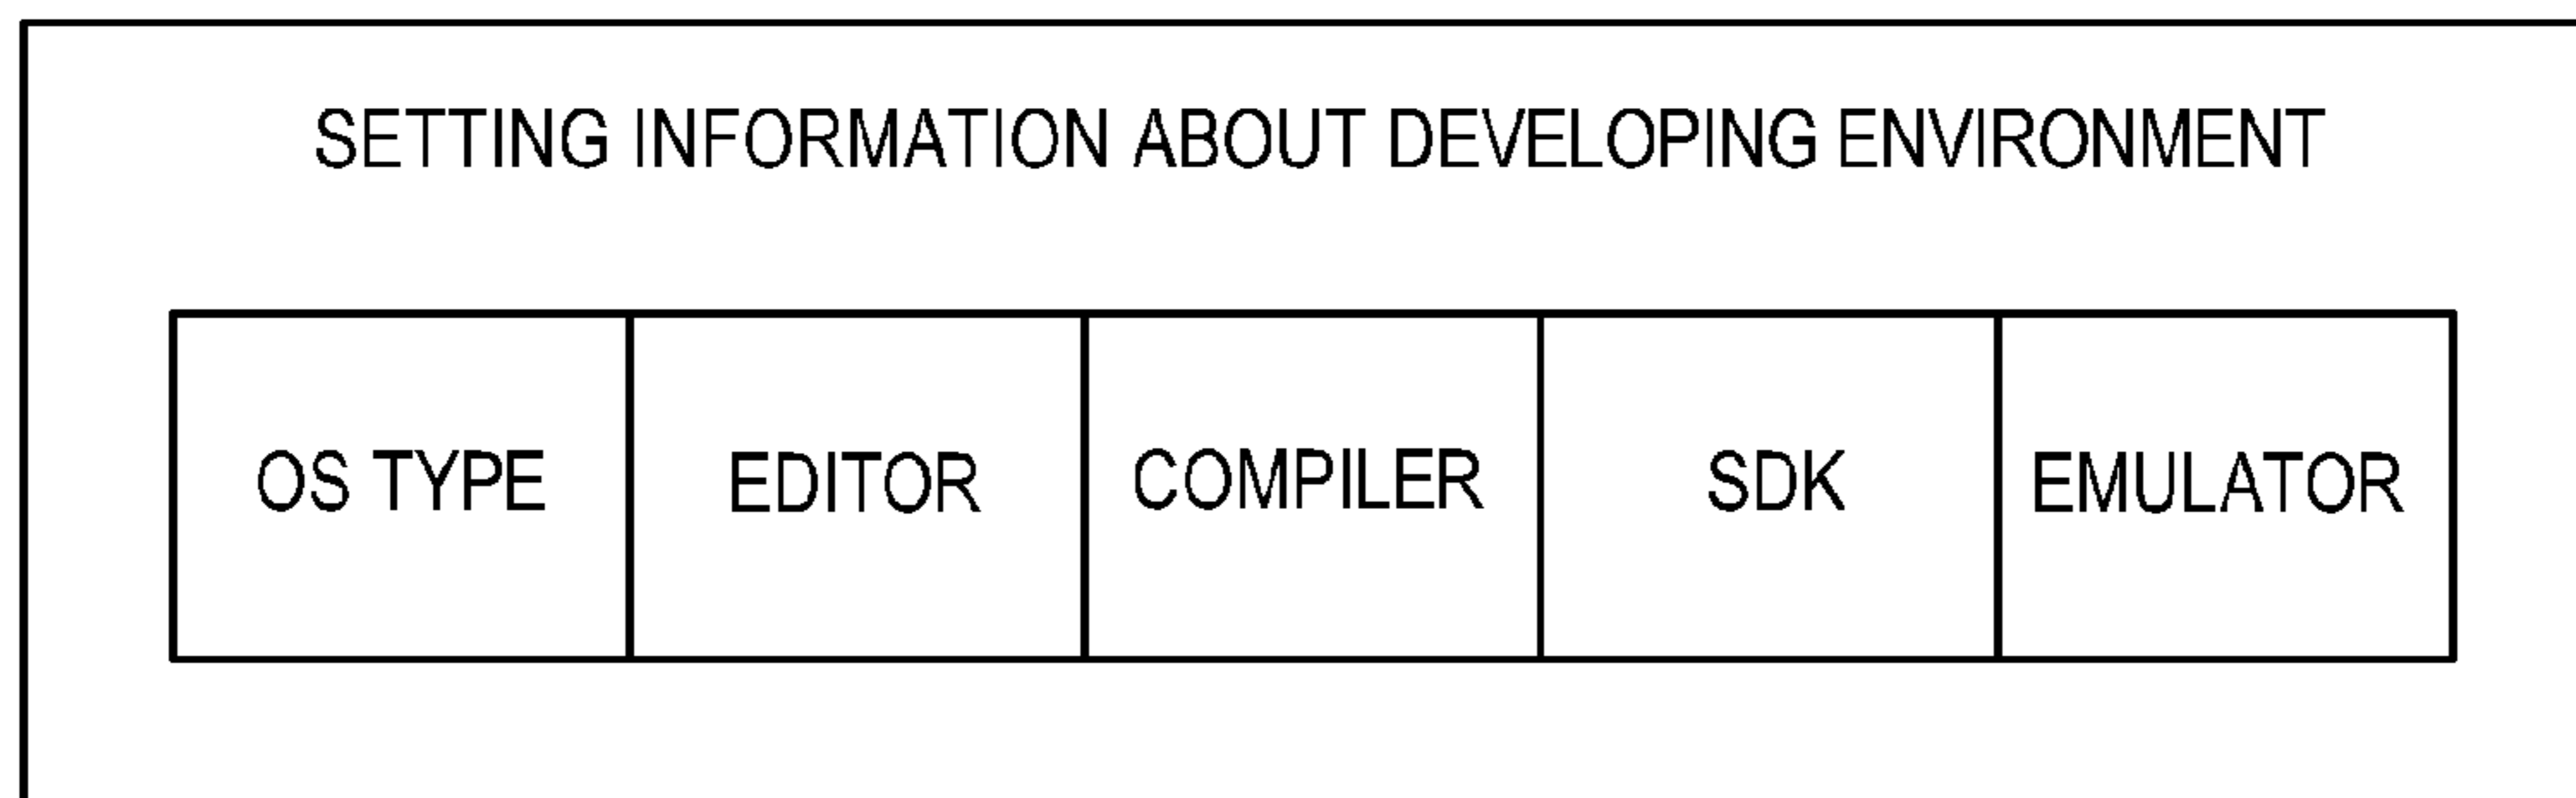 SETTING INFORMATION ABOUT DEVELOPING ENVIRONMENT
OS TYPE EDITOR COMPILER SDK EMULATOR